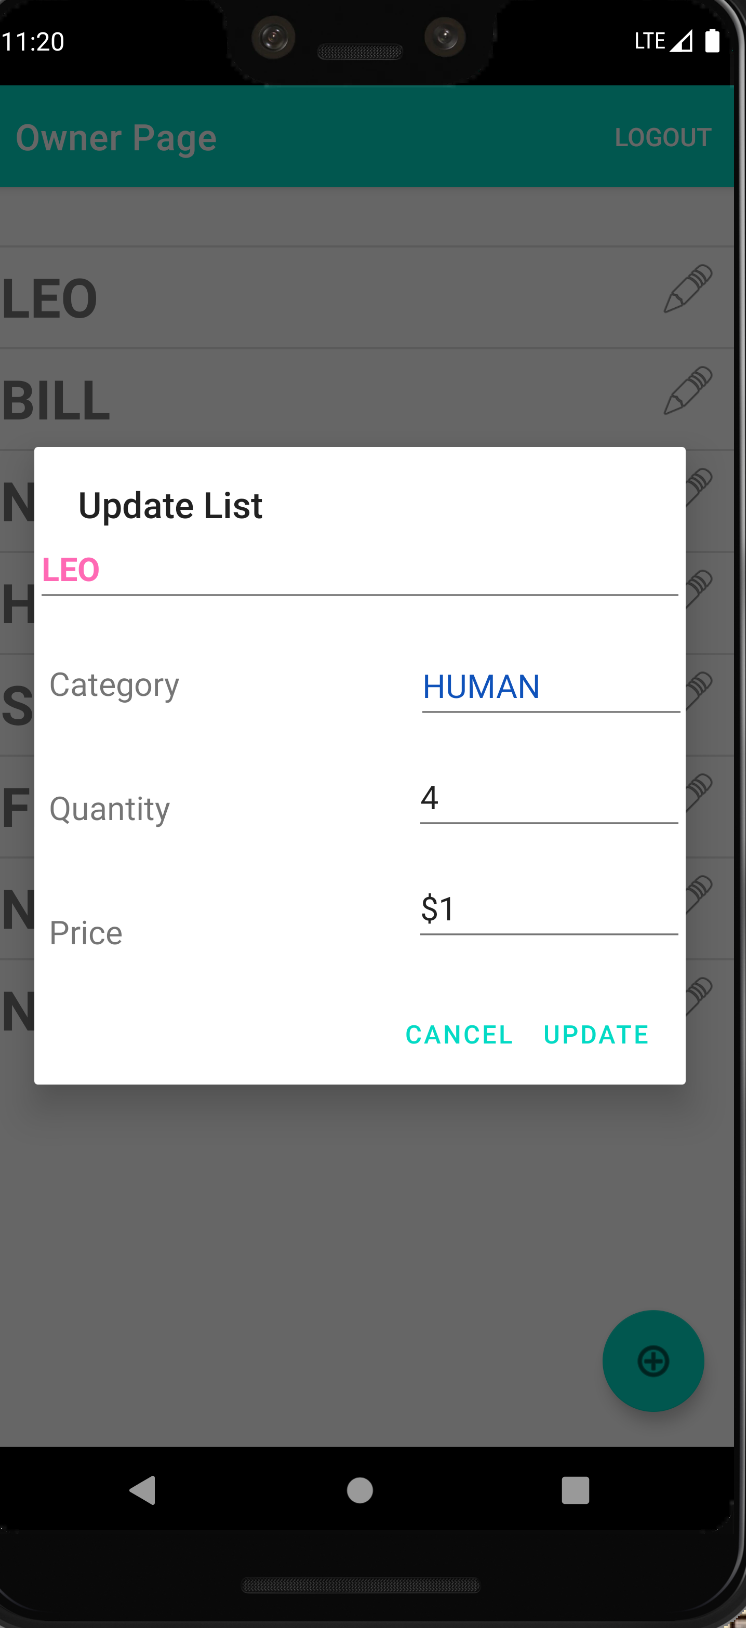 11:20 LTE
Owner Page LOGOUT
LEO
BILL
N
H
S
F
N
N
Update List
LEO
Category HUMAN
Quantity 4
Price $1
CANCEL UPDATE